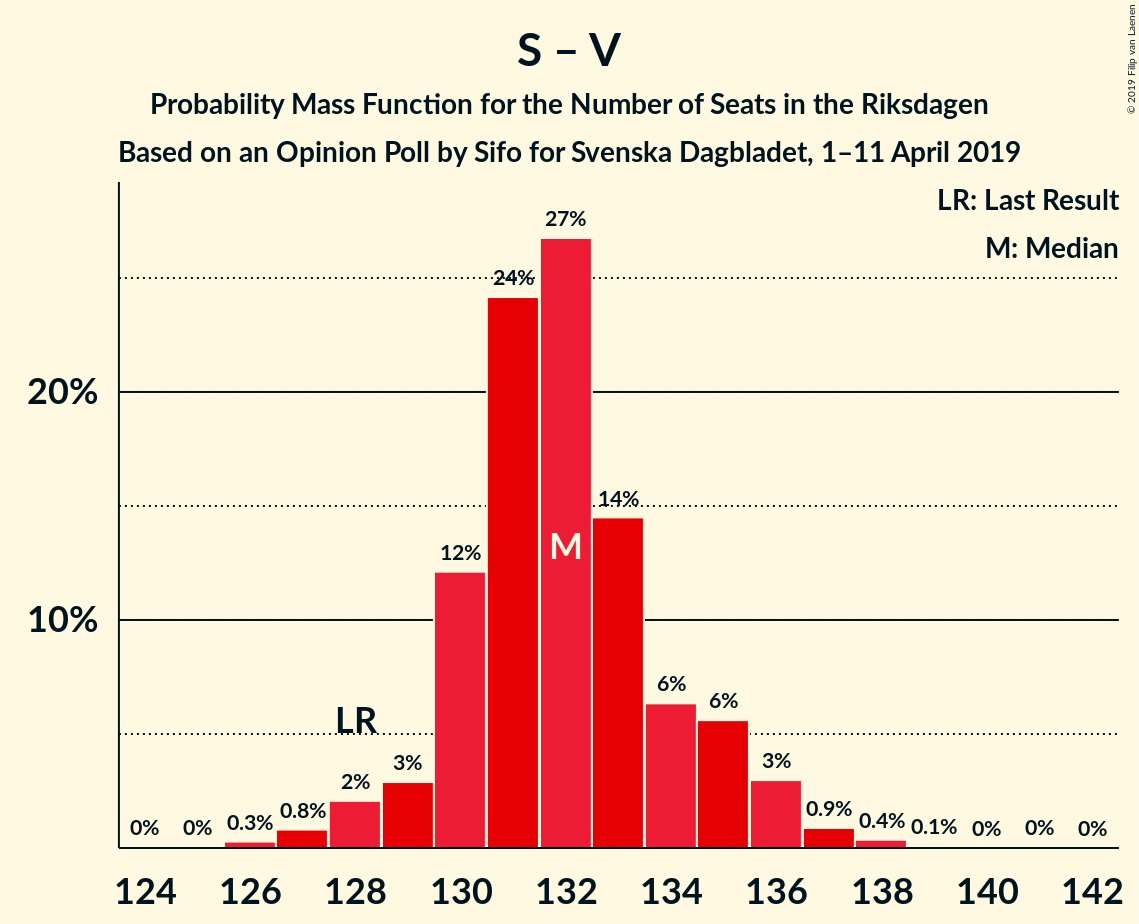 S – V
Probability Mass Function for the Number of Seats in the Riksdagen
Based on an Opinion Poll by Sifo for Svenska Dagbladet, 1–11 April 2019
© 2019 Filip van Laenen
LR: Last Result
M: Median
27%
24%
20%
14%
M
12%
10%
6%
6%
LR
3%
3%
2%
0.9%
0.8%
0.4%
0.3%
0.1%
0%
0%
0%
0%
0%
124 126 128 130 132 134 136 138 140 142